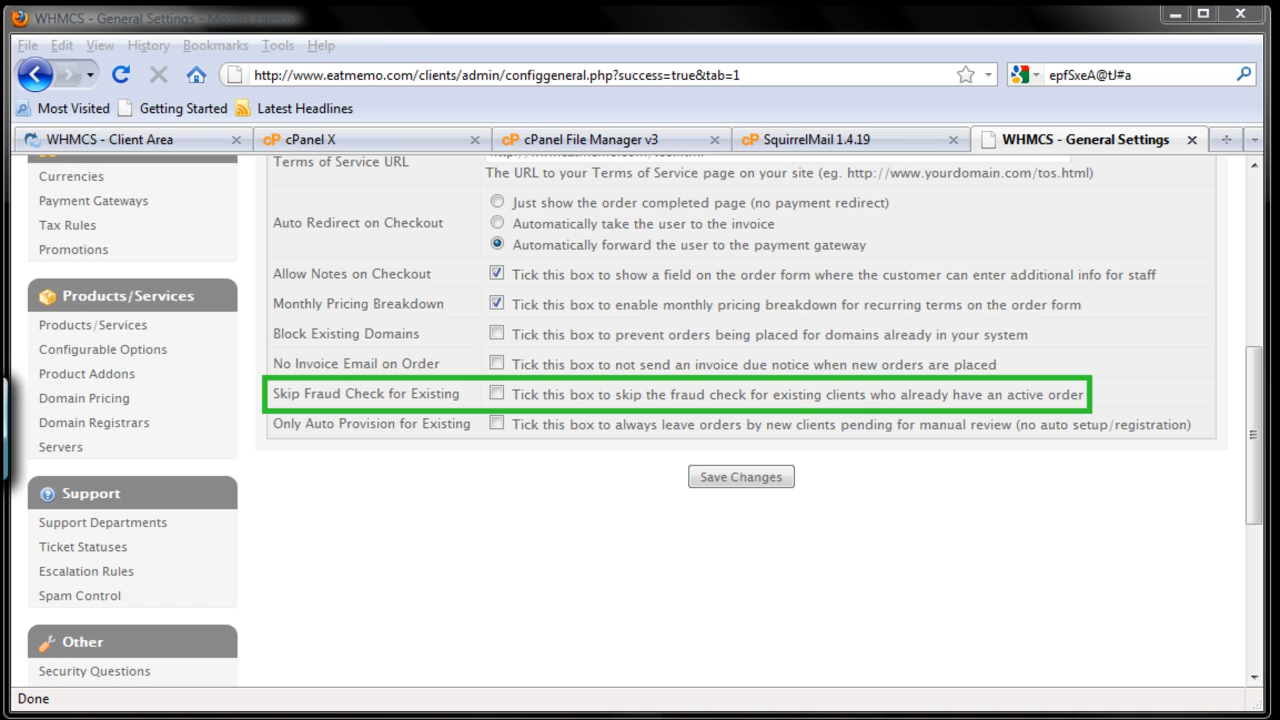 WHMCS - General Settings - Mozilla Firefox
File Edit View History Bookmarks Tools Help
http://www.eatmemo.com/clients/admin/configgeneral.php?success=true&tab=1
epfSxeA@tJ#a
Most Visited Getting Started Latest Headlines
WHMCS - Client Area
cPanel X
cPanel File Manager v3
SquirrelMail 1.4.19
WHMCS - General Settings
Currencies
Payment Gateways
Tax Rules
Promotions
Products/Services
Products/Services
Configurable Options
Product Addons
Domain Pricing
Domain Registrars
Servers
Support
Support Departments
Ticket Statuses
Escalation Rules
Spam Control
Other
Security Questions
Terms of Service URL
The URL to your Terms of Service page on your site (eg. http://www.yourdomain.com/tos.html)
Auto Redirect on Checkout
Just show the order completed page (no payment redirect)
Automatically take the user to the invoice
Automatically forward the user to the payment gateway
Allow Notes on Checkout Tick this box to show a field on the order form where the customer can enter additional info for staff
Monthly Pricing Breakdown Tick this box to enable monthly pricing breakdown for recurring terms on the order form
Block Existing Domains Tick this box to prevent orders being placed for domains already in your system
No Invoice Email on Order Tick this box to not send an invoice due notice when new orders are placed
Skip Fraud Check for Existing Tick this box to skip the fraud check for existing clients who already have an active order
Only Auto Provision for Existing Tick this box to always leave orders by new clients pending for manual review (no auto setup/registration)
Save Changes
Done